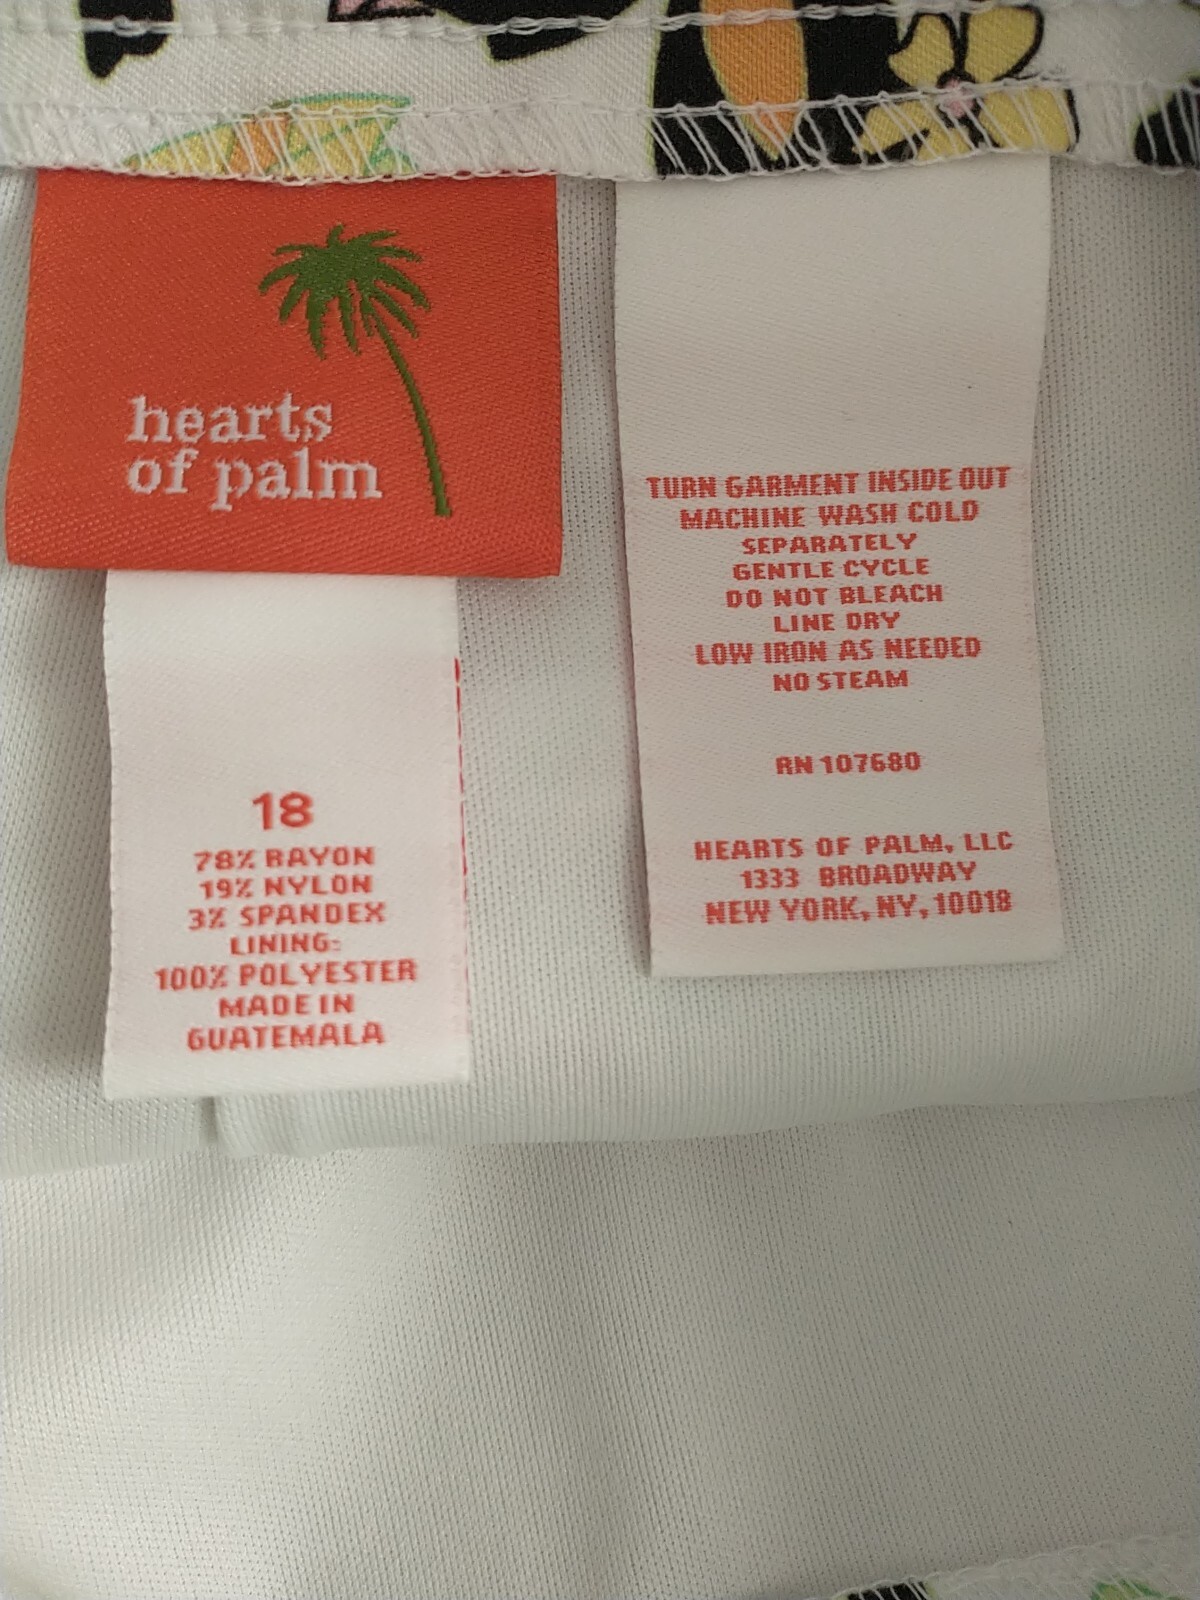 hearts
of palm
18
78% RAYON
19% NYLON
3% SPANDEX
LINING:
100% POLYESTER
MADE IN
GUATEMALA
TURN GARMENT INSIDE OUT
MACHINE WASH COLD
SEPARATELY
GENTLE CYCLE
DO NOT BLEACH
LINE DRY
LOW IRON AS NEEDED
NO STEAM
RN 107680
HEARTS OF PALM, LLC
1333 BROADWAY
NEW YORK, NY, 10018